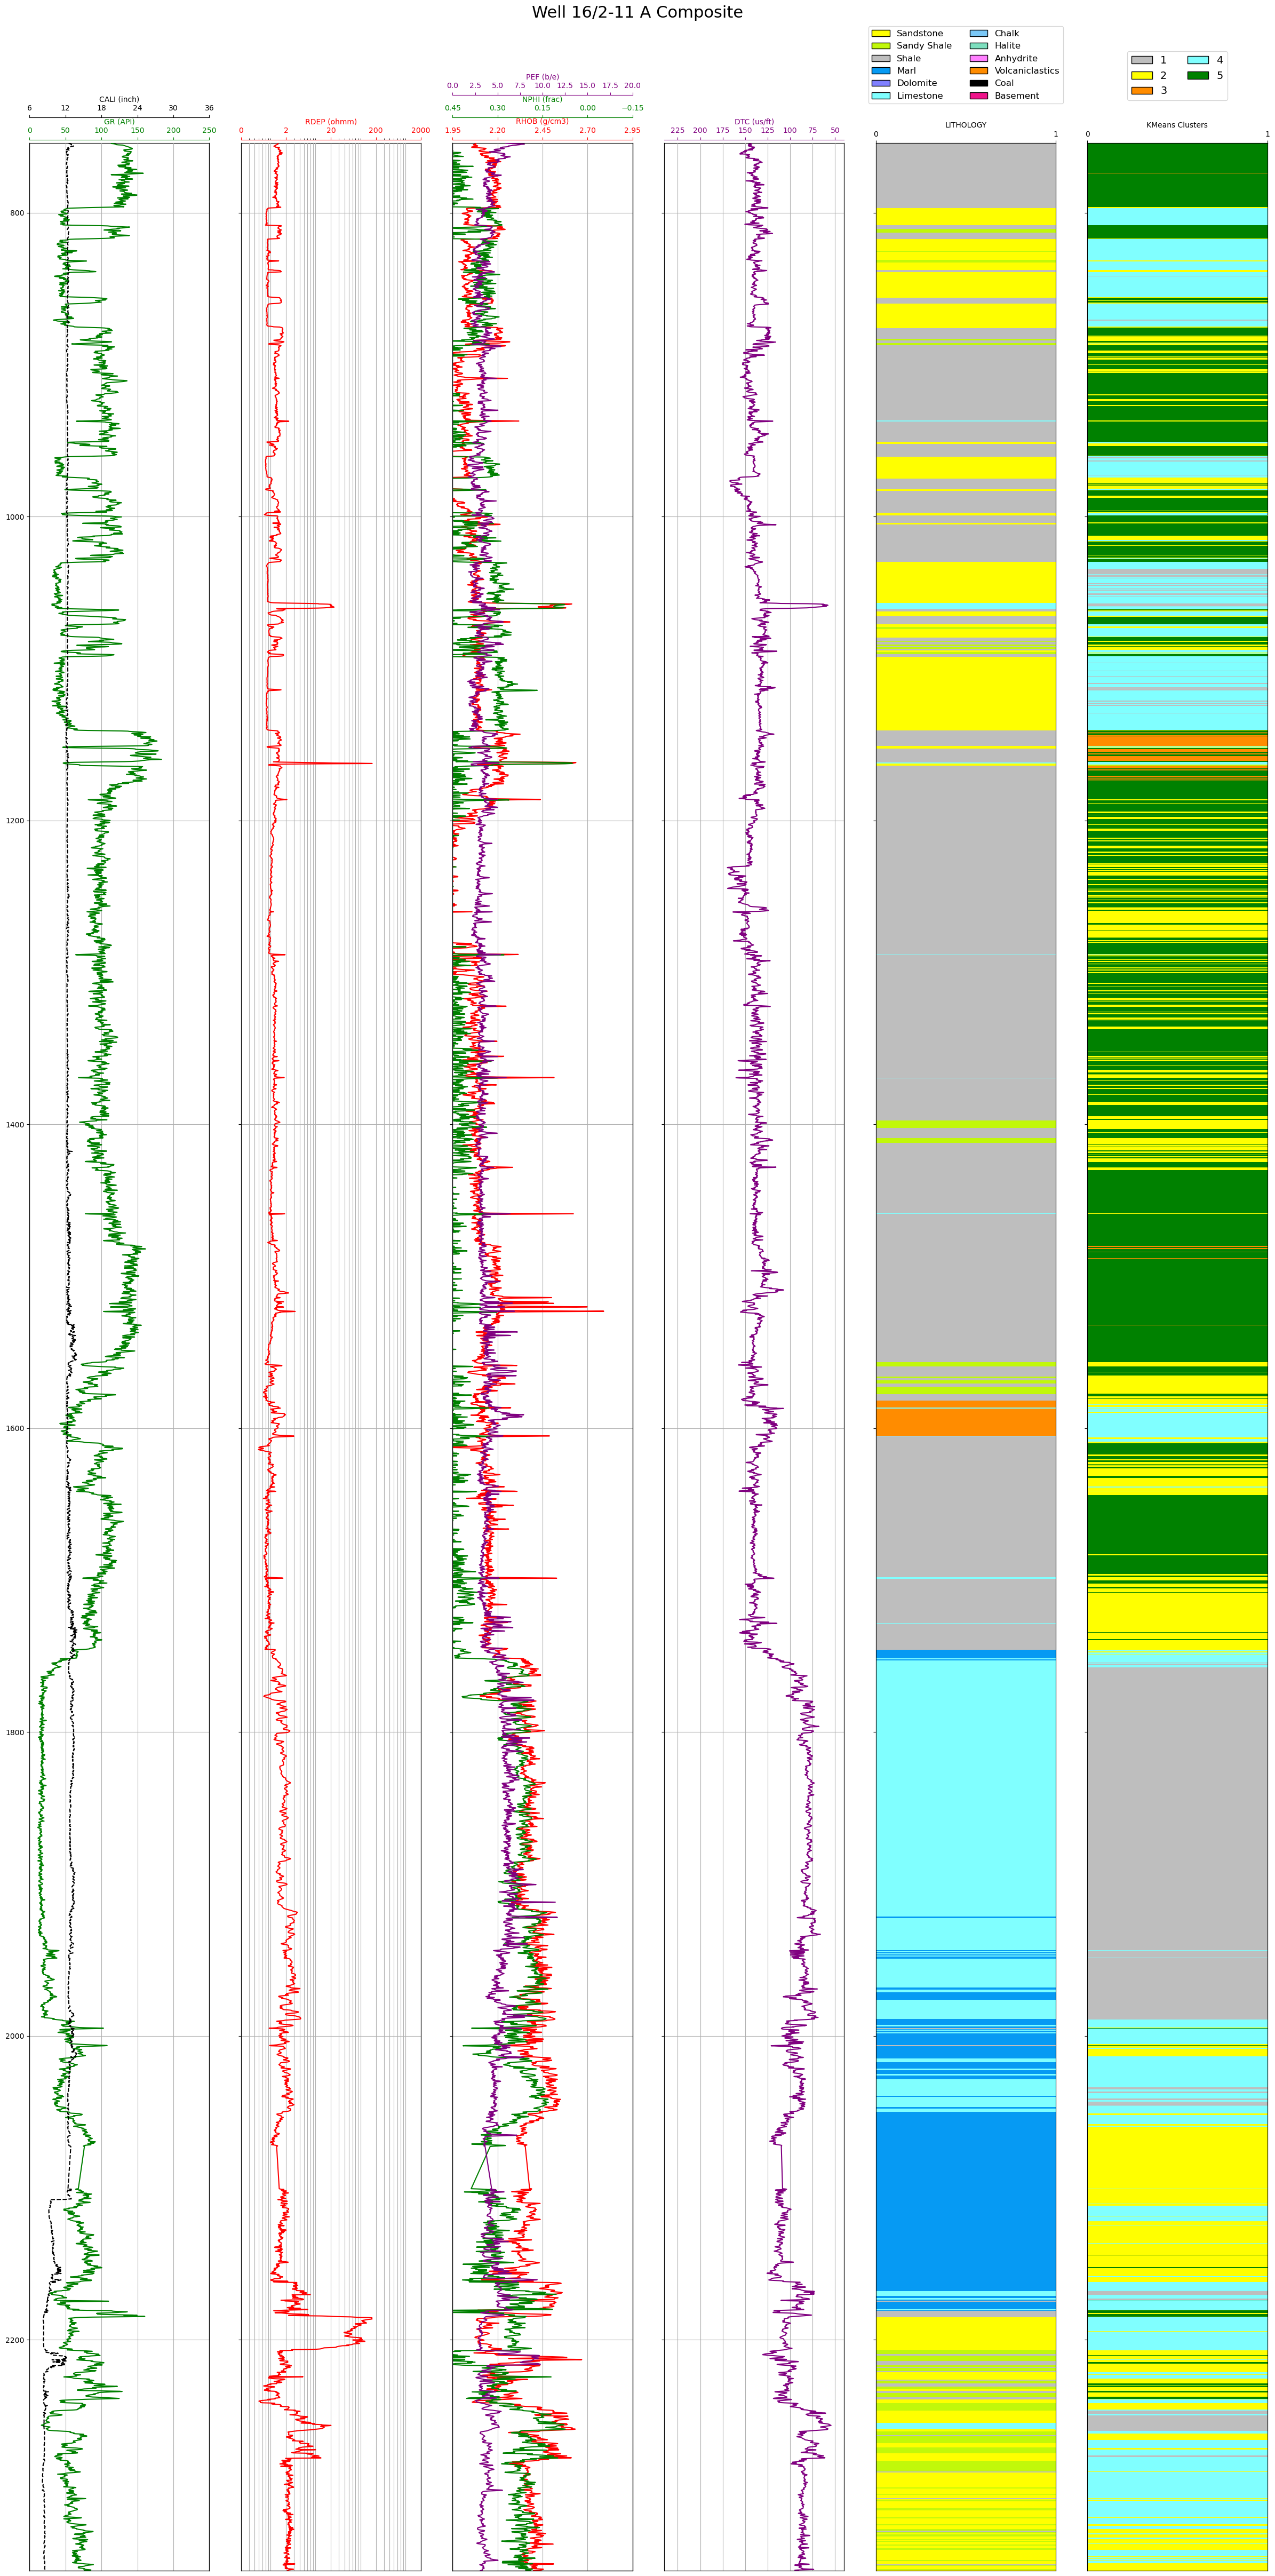 Well 16/2-11 A Composite
Sandstone Chalk
Sandy Shale Halite
Shale Anhydrite
Marl Volcaniclastics
Dolomite Coal
Limestone Basement
1 4
2 5
3
PEF (b/e)
0.0 2.5 5.0 7.5 10.0 12.5 15.0 17.5 20.0
CALI (inch)
6 12 18 24 30 36
NPHI (frac)
0.45 0.30 0.15 0.00 −0.15
GR (API)
0 50 100 150 200 250
RDEP (ohmm)
0 2 20 200 2000
RHOB (g/cm3)
1.95 2.20 2.45 2.70 2.95
DTC (us/ft)
225 200 175 150 125 100 75 50
LITHOLOGY
0 1
KMeans Clusters
0 1
800
1000
1200
1400
1600
1800
2000
2200